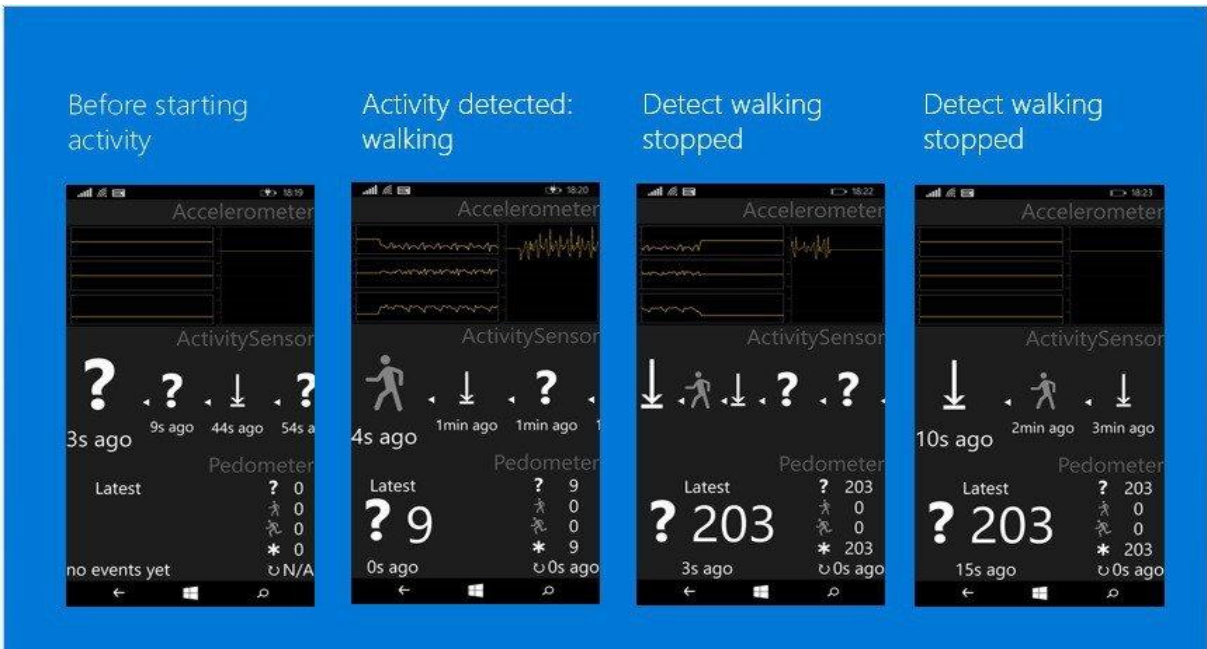 Before starting
activity
Activity detected:
walking
Detect walking
stopped
Detect walking
stopped
18:19
Accelerometer
ActivitySensor
?
?
?
3s ago
9s ago
44s ago
54s a
Pedometer
Latest
? 0
0
0
* 0
no events yet
N/A
18:20
Accelerometer
ActivitySensor
?
4s ago
1min ago
1min ago
1
Pedometer
Latest
? 9
? 9
0
0
* 9
0s ago
0s ago
18:22
Accelerometer
ActivitySensor
?
?
Pedometer
Latest
? 203
? 203
0
0
* 203
3s ago
0s ago
18:23
Accelerometer
ActivitySensor
10s ago
2min ago
3min ago
Pedometer
Latest
? 203
? 203
0
0
* 203
15s ago
0s ago